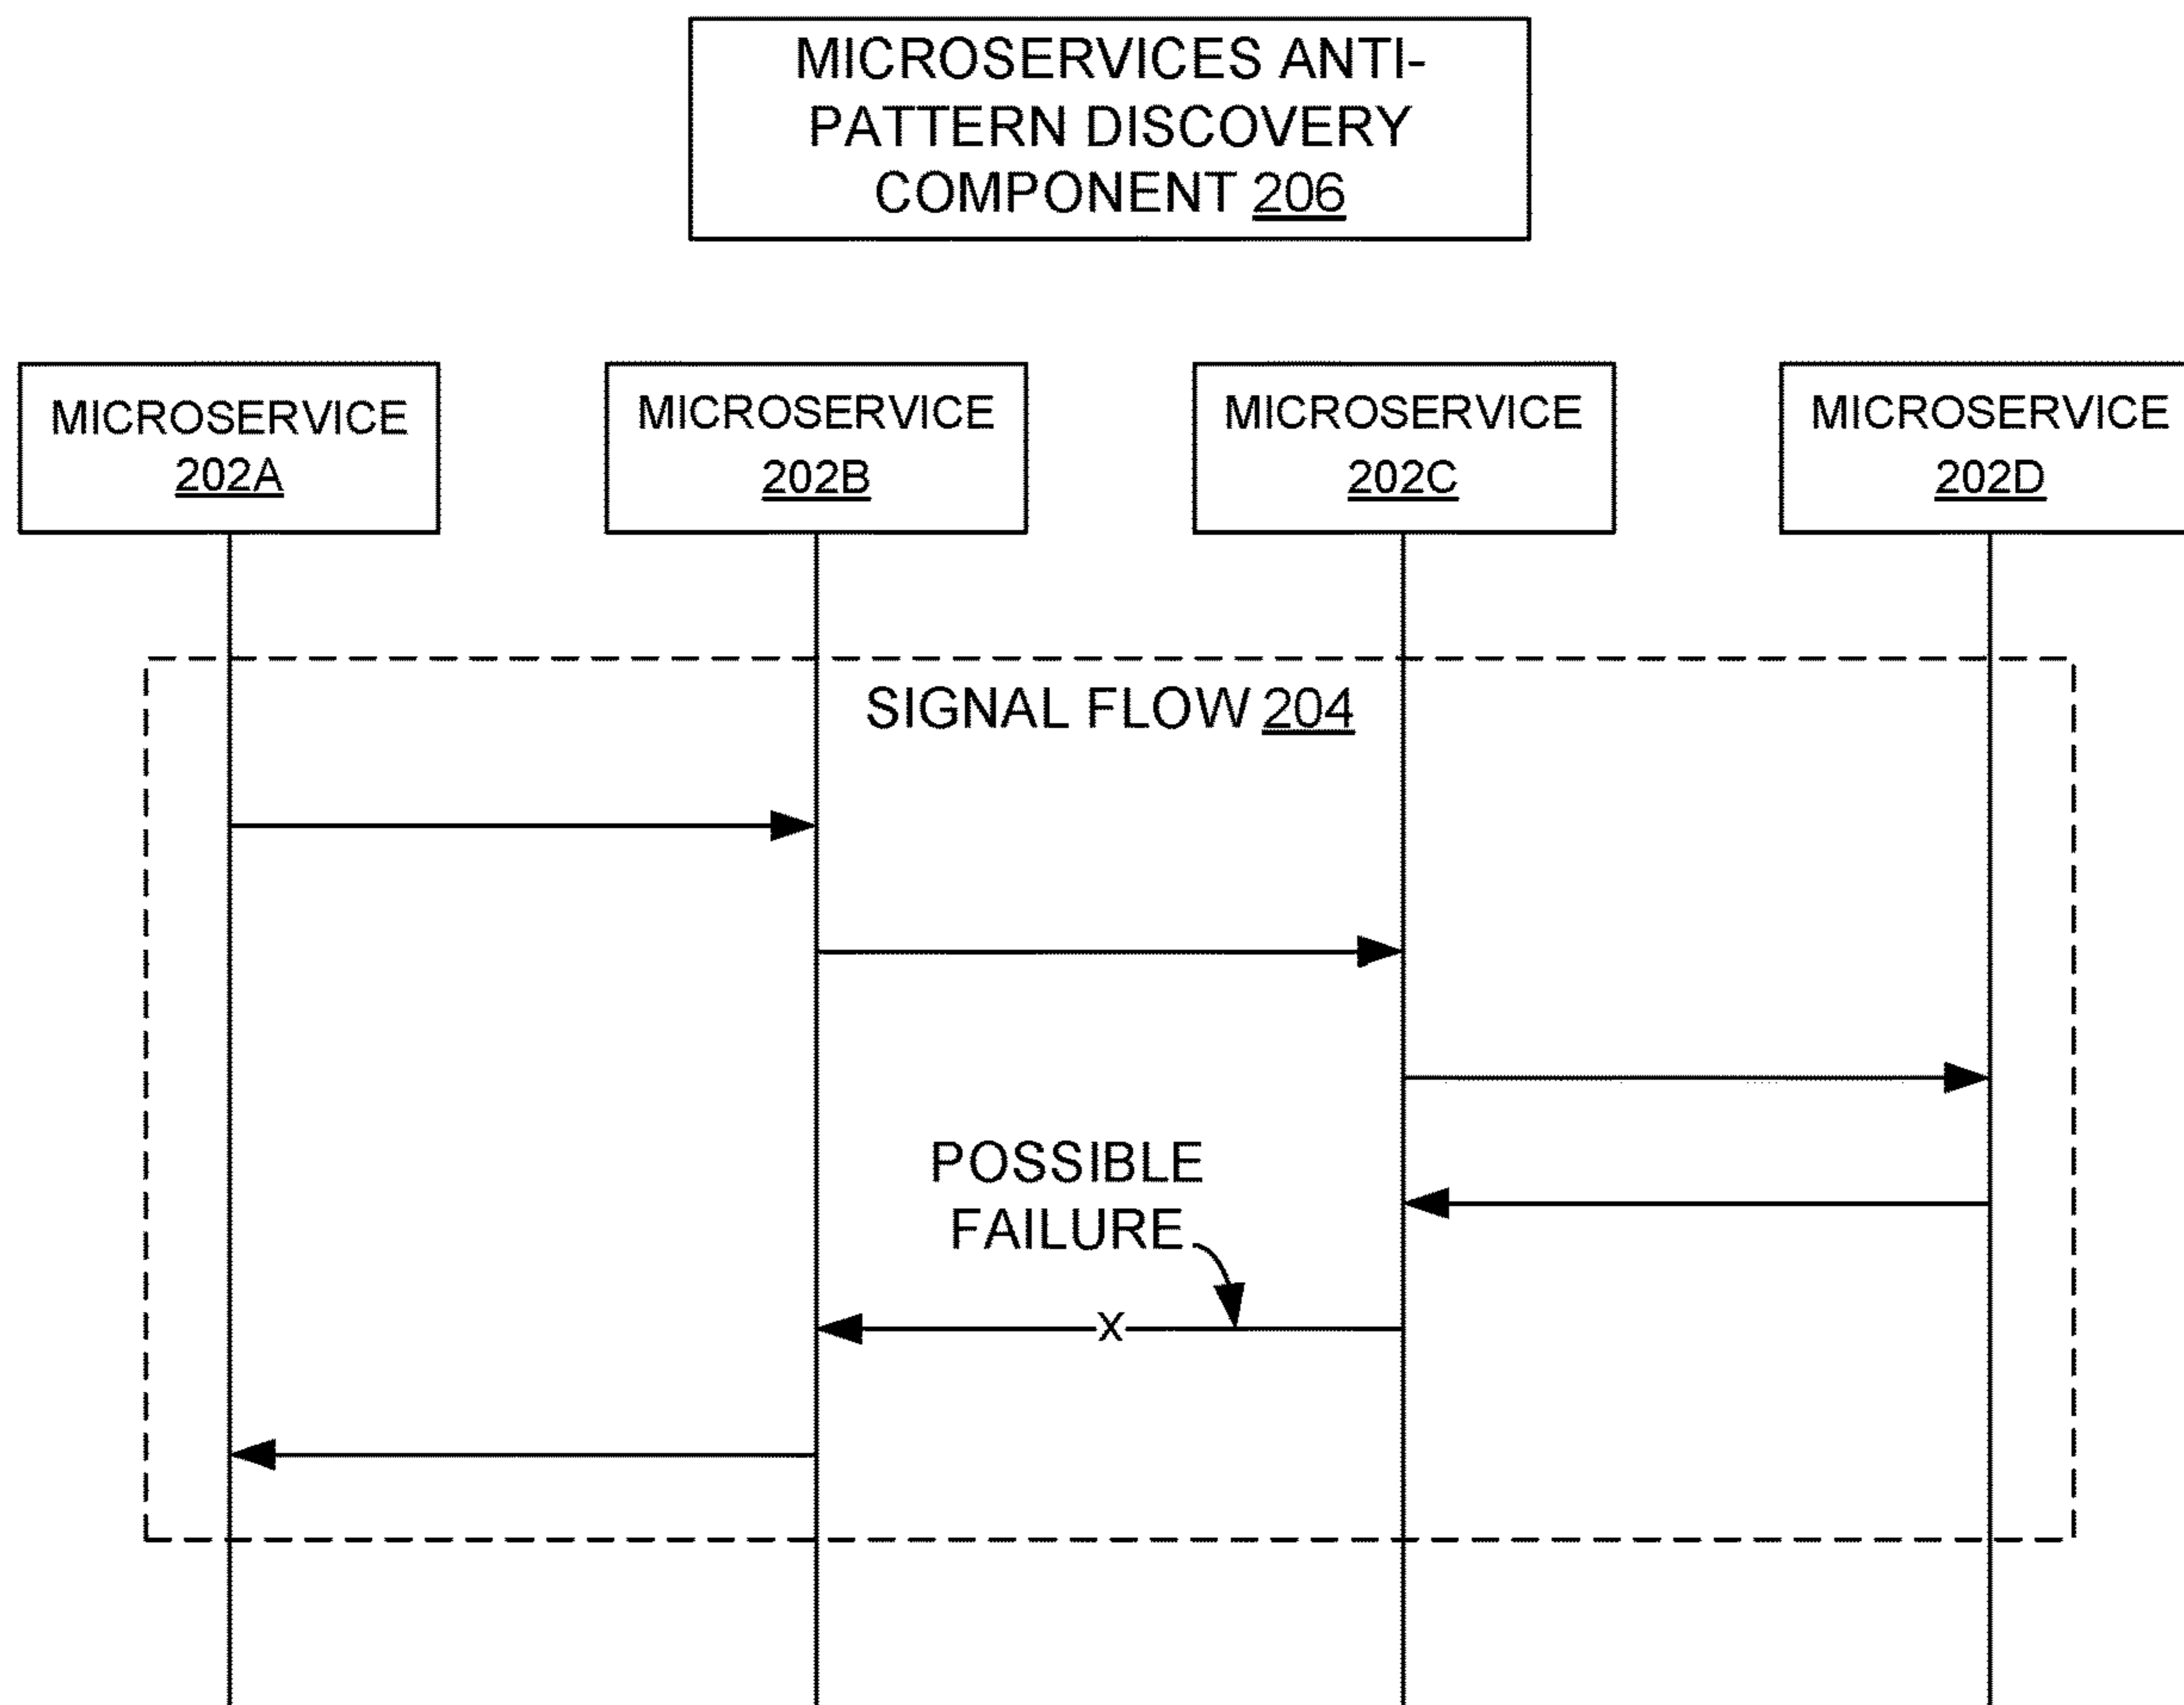 MICROSERVICES ANTI-
PATTERN DISCOVERY
COMPONENT 206
MICROSERVICE
202A
MICROSERVICE
202B
MICROSERVICE
202C
MICROSERVICE
202D
SIGNAL FLOW 204
POSSIBLE
FAILURE
X